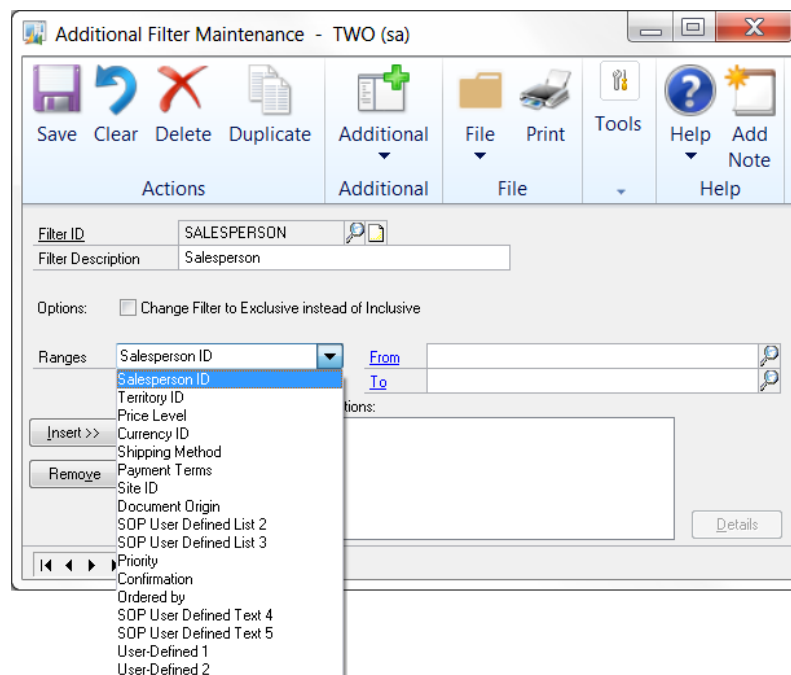 Additional Filter Maintenance - TWO (sa)
Save Clear Delete Duplicate Additional File Print Tools Help Add Note
Actions Additional File Help
Filter ID SALESPERSON
Filter Description Salesperson
Options: Change Filter to Exclusive instead of Inclusive
Ranges Salesperson ID From
To
Salesperson ID
Territory ID
Price Level
Currency ID
Shipping Method
Payment Terms
Site ID
Document Origin
SOP User Defined List 2
SOP User Defined List 3
Priority
Confirmation
Ordered by
SOP User Defined Text 4
SOP User Defined Text 5
User-Defined 1
User-Defined 2
tions:
Insert >>
Remove
Details